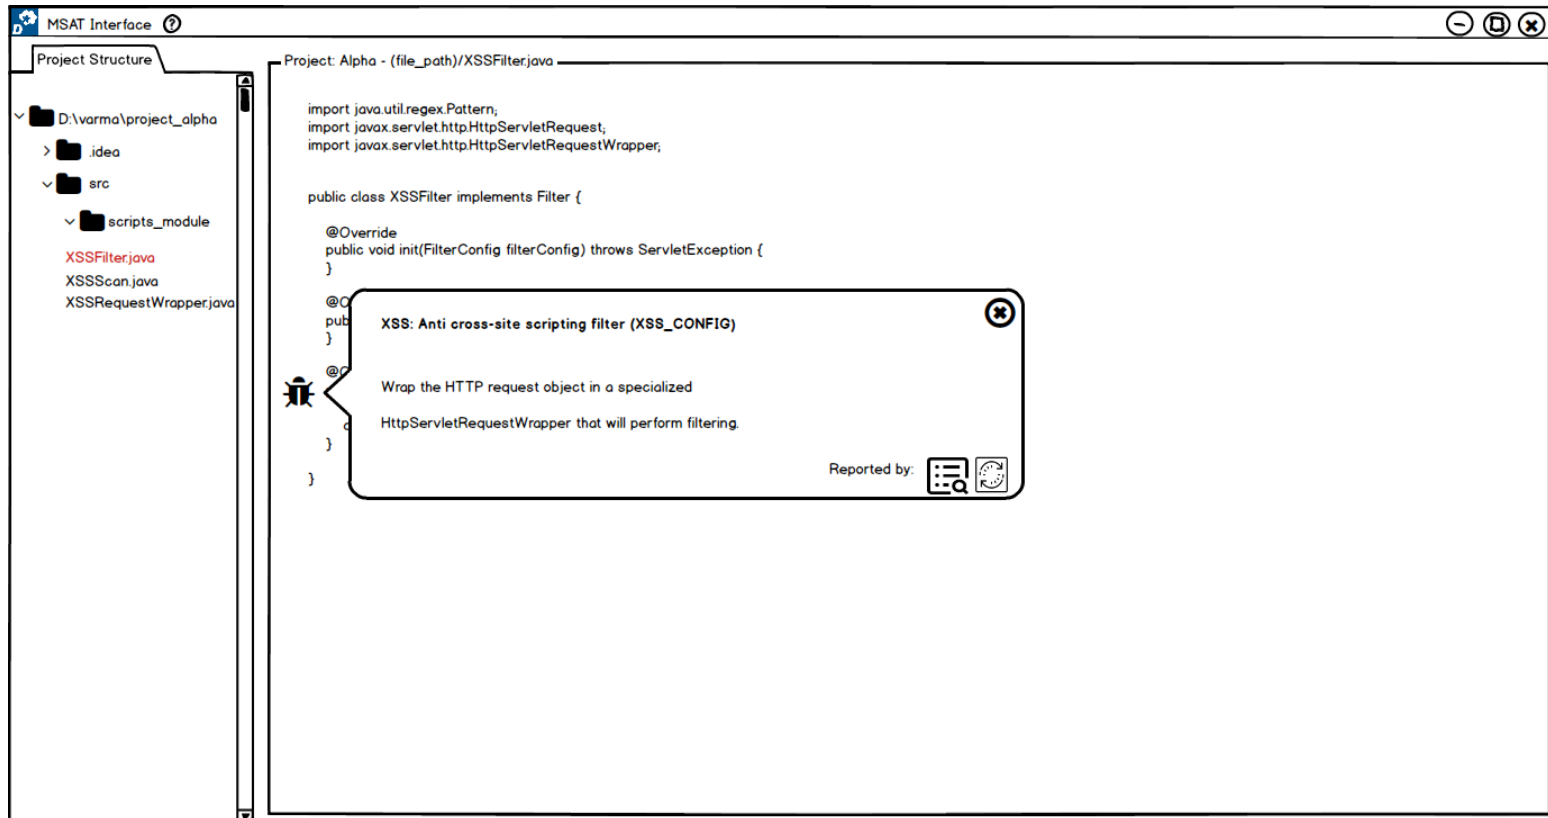 MSAT Interface ?
Project Structure
D:\varma\project_alpha
.idea
src
scripts_module
XSSFilter.java
XSSScan.java
XSSRequestWrapper.java
Project: Alpha - (file_path)/XSSFilter.java
import java.util.regex.Pattern;
import javax.servlet.http.HttpServletRequest;
import javax.servlet.http.HttpServletRequestWrapper;
public class XSSFilter implements Filter {
@Override
public void init(FilterConfig filterConfig) throws ServletException {
}
pub
}
}
}
XSS: Anti cross-site scripting filter (XSS_CONFIG)
Wrap the HTTP request object in a specialized
HttpServletRequestWrapper that will perform filtering.
Reported by: